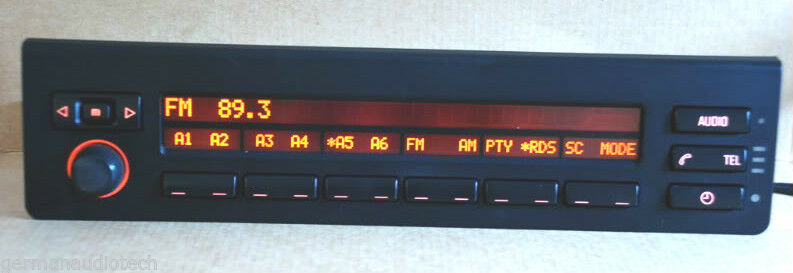 FM 89.3
AUDIO
m
A1 A2 A3 A4 *A5 A6 FM AM PTY *RDS SC MODE
TEL
germanaudiotech